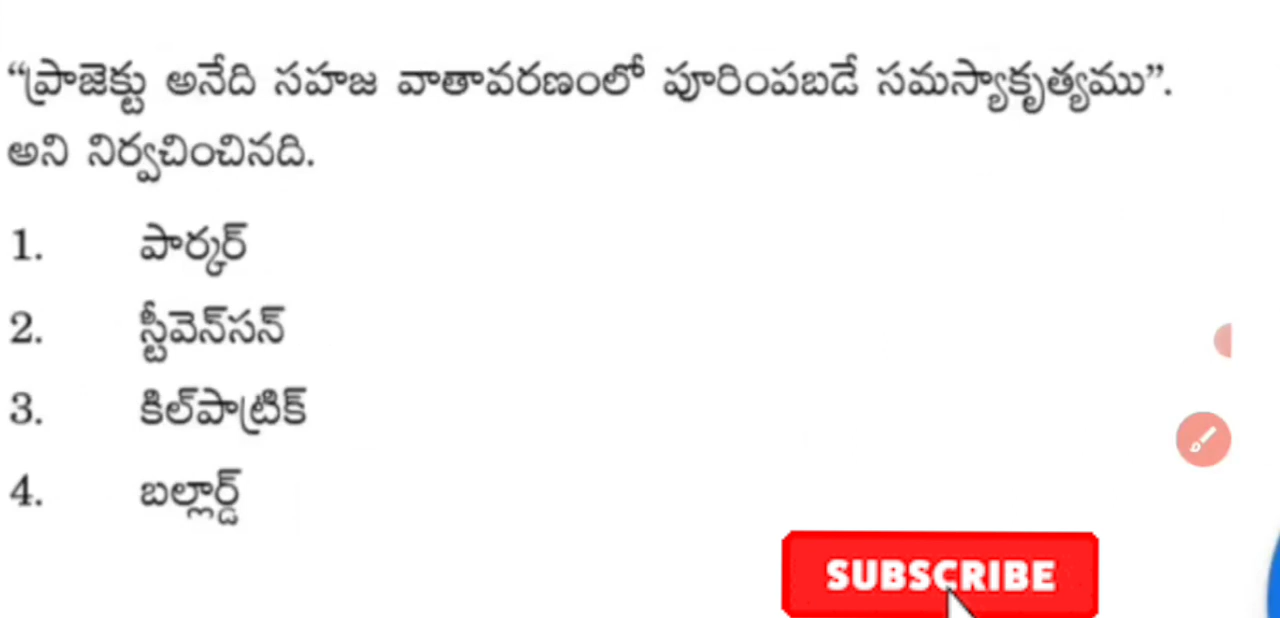 “ప్రాజెక్టు అనేది సహజ వాతావరణంలో పూరింపబడే సమస్యాకృత్యము”.
అని నిర్వచించినది.
1. పార్కర్
2. స్టీవెన్‌సన్
3. కిల్‌పాట్రిక్
4. బల్లార్డ్
SUBSCRIBE